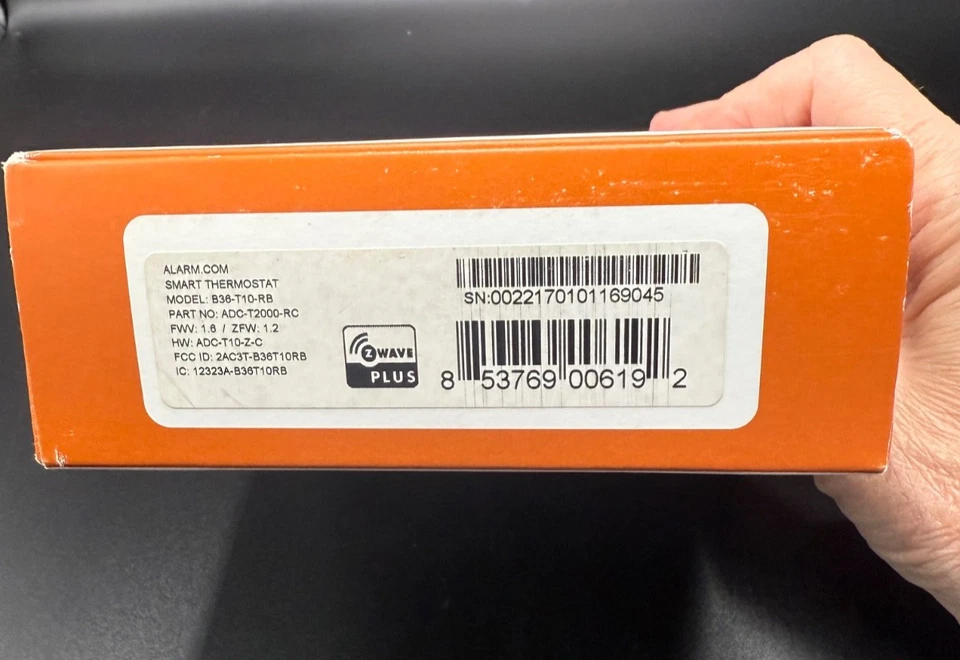 ALARM.COM
SMART THERMOSTAT
MODEL: B36-T10-RB
PART NO: ADC-T2000-RC
FWV: 1.6 / ZFW: 1.2
HW: ADC-T10-Z-C
FCC ID: 2AC3T-B36T10RB
IC: 12323A-B36T10RB
Z WAVE
PLUS
SN:0022170101169045
8 53769 00619 2